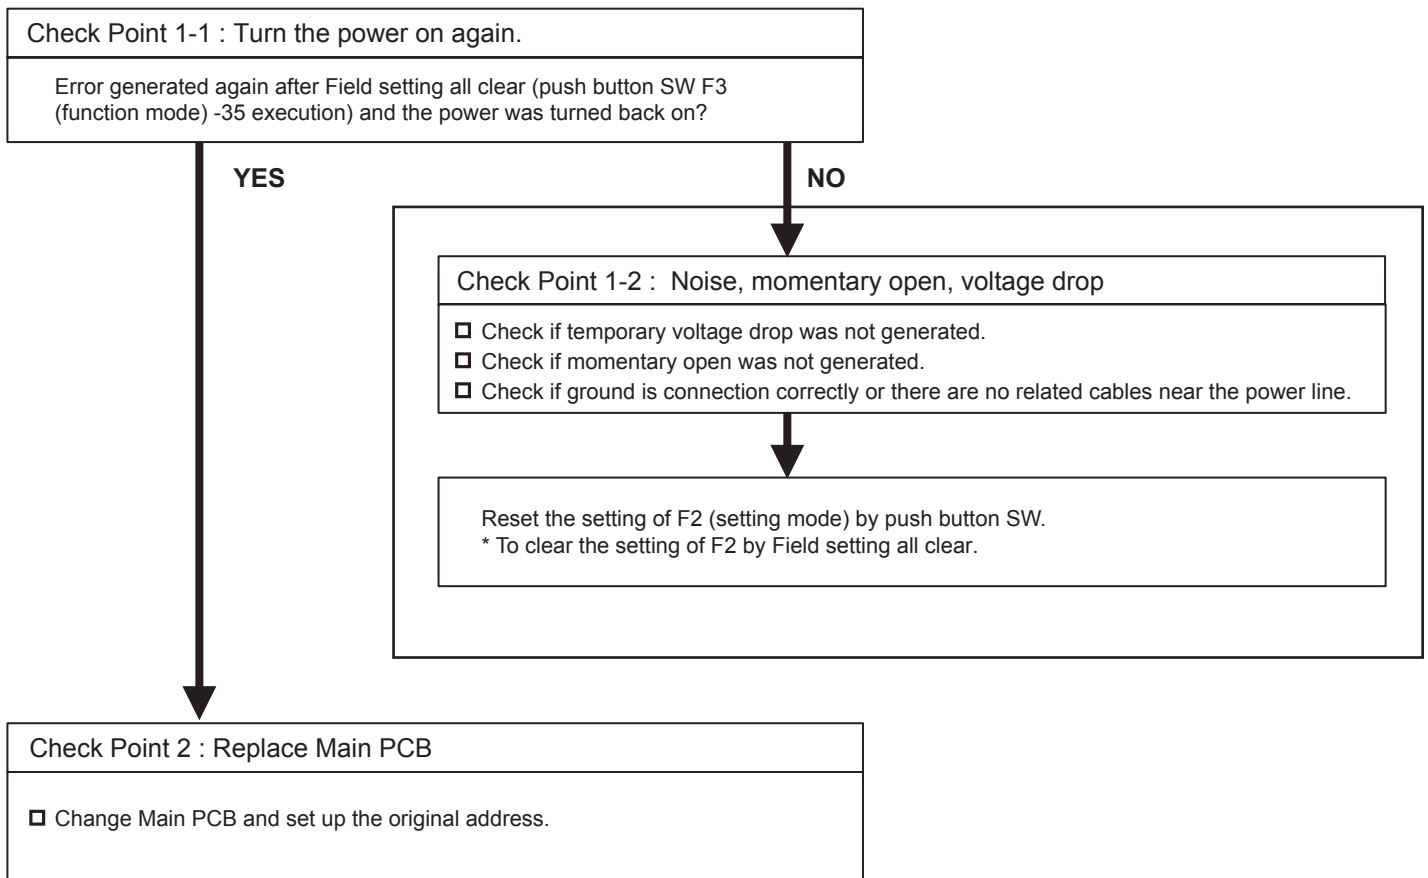 Check Point 1-1 : Turn the power on again.
Error generated again after Field setting all clear (push button SW F3
(function mode) -35 execution) and the power was turned back on?
YES
NO
Check Point 1-2 :  Noise, momentary open, voltage drop
Check if temporary voltage drop was not generated.
Check if momentary open was not generated.
Check if ground is connection correctly or there are no related cables near the power line.
Reset the setting of F2 (setting mode) by push button SW.
* To clear the setting of F2 by Field setting all clear.
Check Point 2 : Replace Main PCB
Change Main PCB and set up the original address.